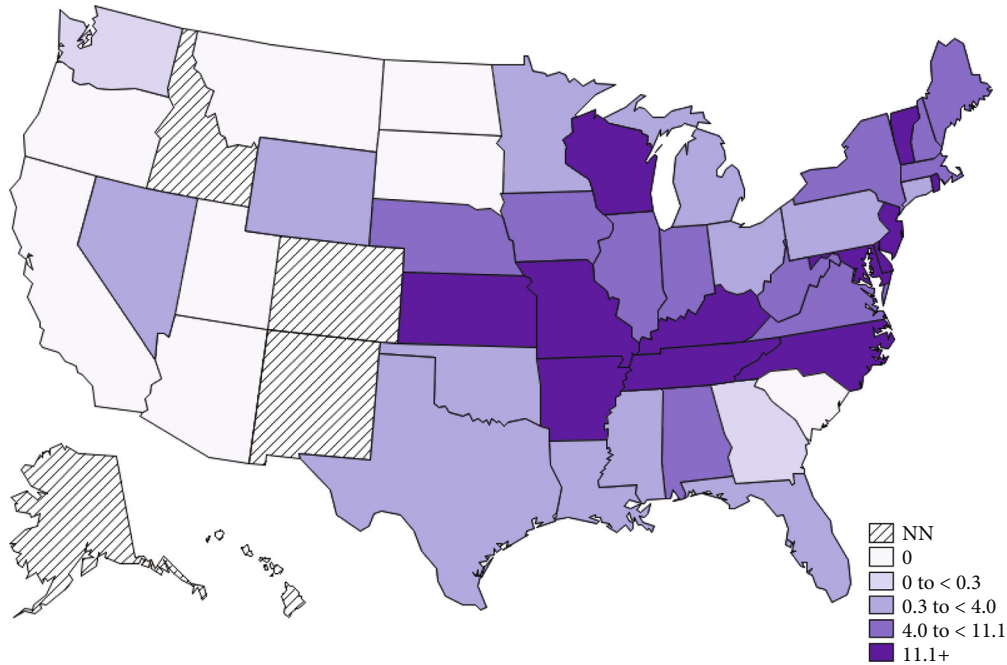 NN
0
0 to < 0.3
0.3 to < 4.0
4.0 to < 11.1
11.1+